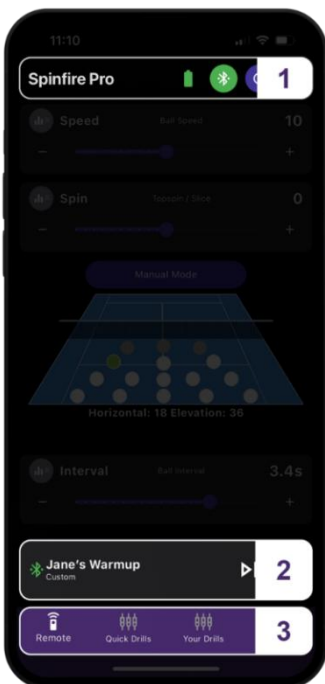 11:10
Spinfire Pro 1
Speed Ball Speed 10
- +
Spin Topspin / Slice 0
- +
Manual Mode
Horizontal: 18 Elevation: 36
Interval Ball Interval 3.4s
- +
Jane's Warmup
Custom
2
Remote Quick Drills Your Drills
3